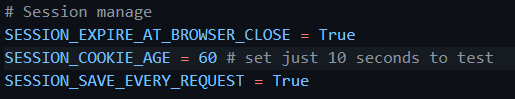 # Session manage
SESSION_EXPIRE_AT_BROWSER_CLOSE = True
SESSION_COOKIE_AGE = 60 # set just 10 seconds to test
SESSION_SAVE_EVERY_REQUEST = True